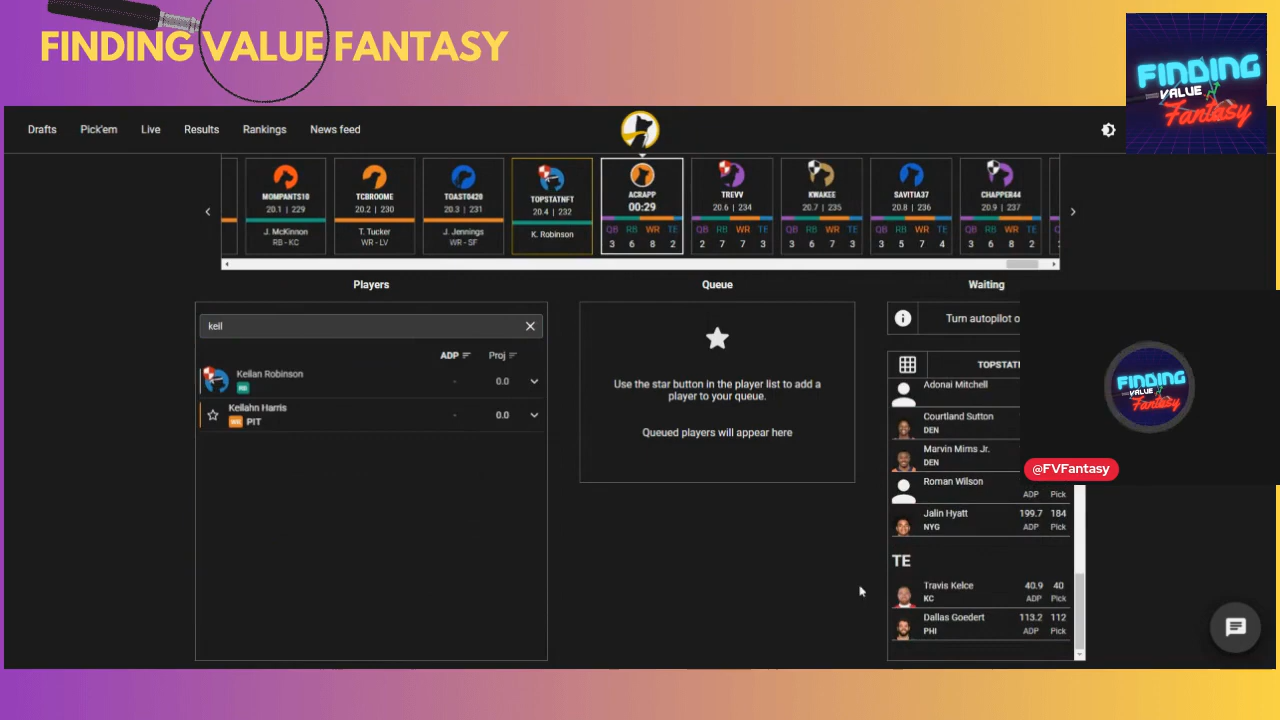 FINDING VALUE FANTASY
FINDING
VALUE
Fantasy
Drafts
Pick'em
Live
Results
Rankings
News feed
MOMPANTS10
20.1 | 229
J. McKinnon
RB - KC
TCBROOME
20.2 | 230
T. Tucker
WR - LV
TOAST0420
20.3 | 231
J. Jennings
WR - SF
TOPSTATNFT
20.4 | 232
K. Robinson
ACRAPP
00:29
QB RB WR TE
3 6 8 2
TREVV
20.6 | 234
QB RB WR TE
2 7 7 3
KWAKEE
20.7 | 235
QB RB WR TE
3 6 7 3
SAVITIA37
20.8 | 236
QB RB WR TE
3 5 7 4
CHAPPER44
20.9 | 237
QB RB WR TE
3 6 8 2
Players
keil
ADP Proj
Keilan Robinson
RB
- 0.0
Keilahn Harris
WR PIT
- 0.0
Queue
Use the star button in the player list to add a
player to your queue.
Queued players will appear here
Waiting
Turn autopilot o
TOPSTATI
Adonai Mitchell
Courtland Sutton
DEN
Marvin Mims Jr.
DEN
Roman Wilson
ADP Pick
Jalin Hyatt 199.7 184
NYG ADP Pick
TE
Travis Kelce 40.9 40
KC ADP Pick
Dallas Goedert 113.2 112
PHI ADP Pick
FINDING
VALUE
Fantasy
@FVFantasy